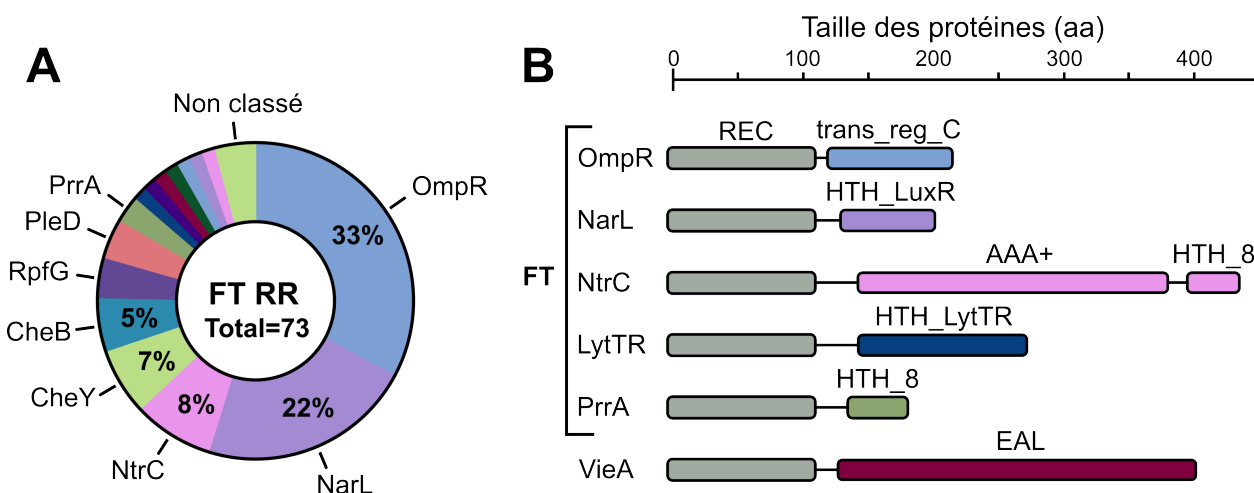 A
Non classé
OmpR
33%
PrrA
PleD
RpfG
CheB
5%
CheY
7%
NtrC
8%
NarL
22%
FT RR
Total=73
B
Taille des protéines (aa)
0 100 200 300 400
FT
REC trans_reg_C
OmpR
HTH_LuxR
NarL
AAA+ HTH_8
NtrC
HTH_LytTR
LytTR
HTH_8
PrrA
EAL
VieA